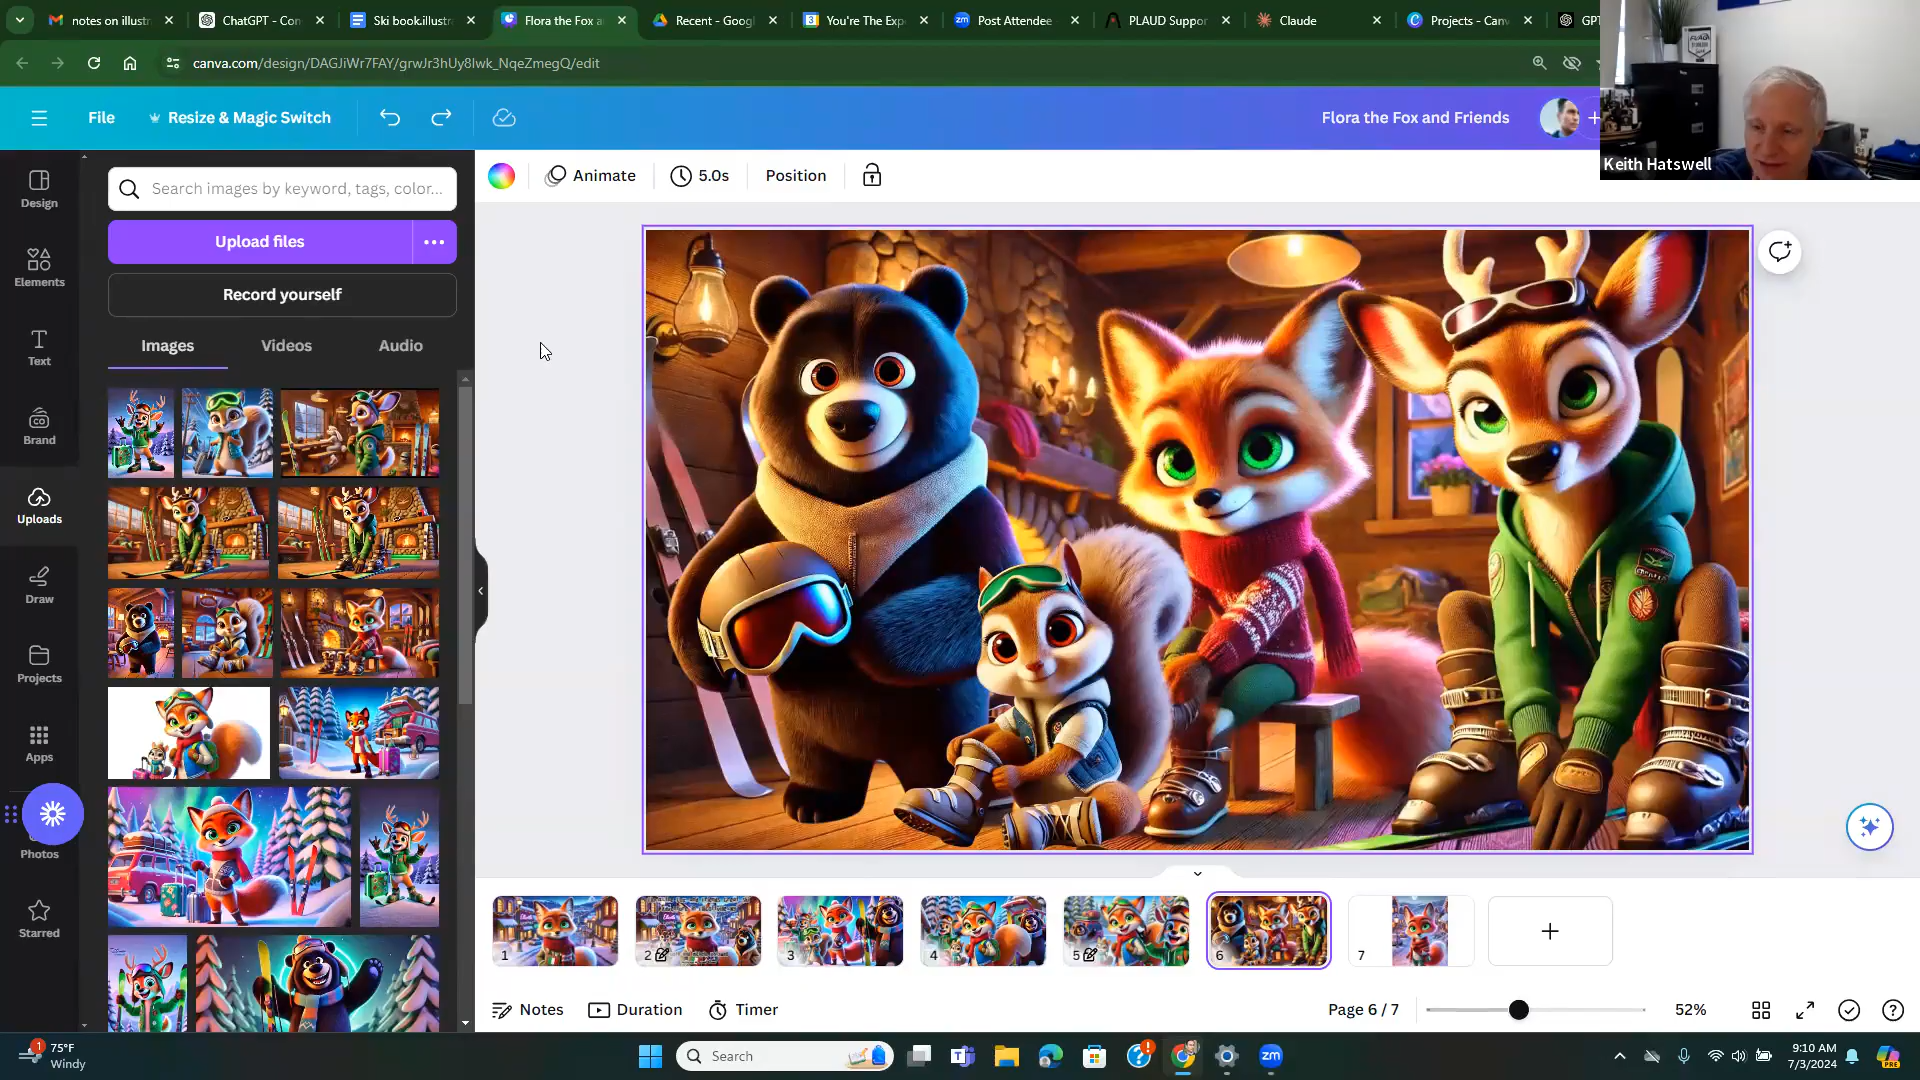 notes on illustr
ChatGPT - Con
Ski book.illustra
Flora the Fox a
Recent - Googl
You're The Exp
Post Attendee -
PLAUD Suppor
Claude
Projects - Canv
GPT
canva.com/design/DAGJiWr7FAY/grwJr3hUy8lwk_NqeZmegQ/edit
File
Resize & Magic Switch
Flora the Fox and Friends
Keith Hatswell
Design
Elements
Text
Brand
Uploads
Draw
Projects
Apps
Photos
Starred
Search images by keyword, tags, color...
Upload files
Record yourself
Images
Videos
Audio
Animate
5.0s
Position
1
2
3
4
5
6
7
Notes
Duration
Timer
Page 6 / 7
52%
1
75°F
Windy
Search
9:10 AM
7/3/2024